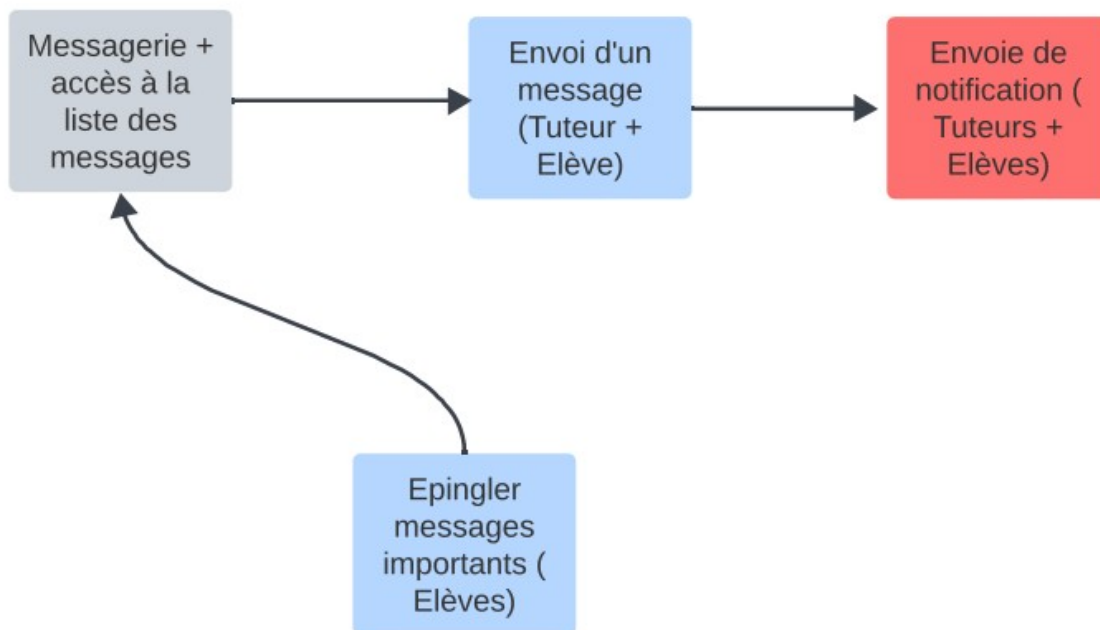 Messagerie +
accès à la
liste des
messages
Envoi d'un
message
(Tuteur +
Elève)
Envoie de
notification (
Tuteurs +
Elèves)
Epingler
messages
importants (
Elèves)